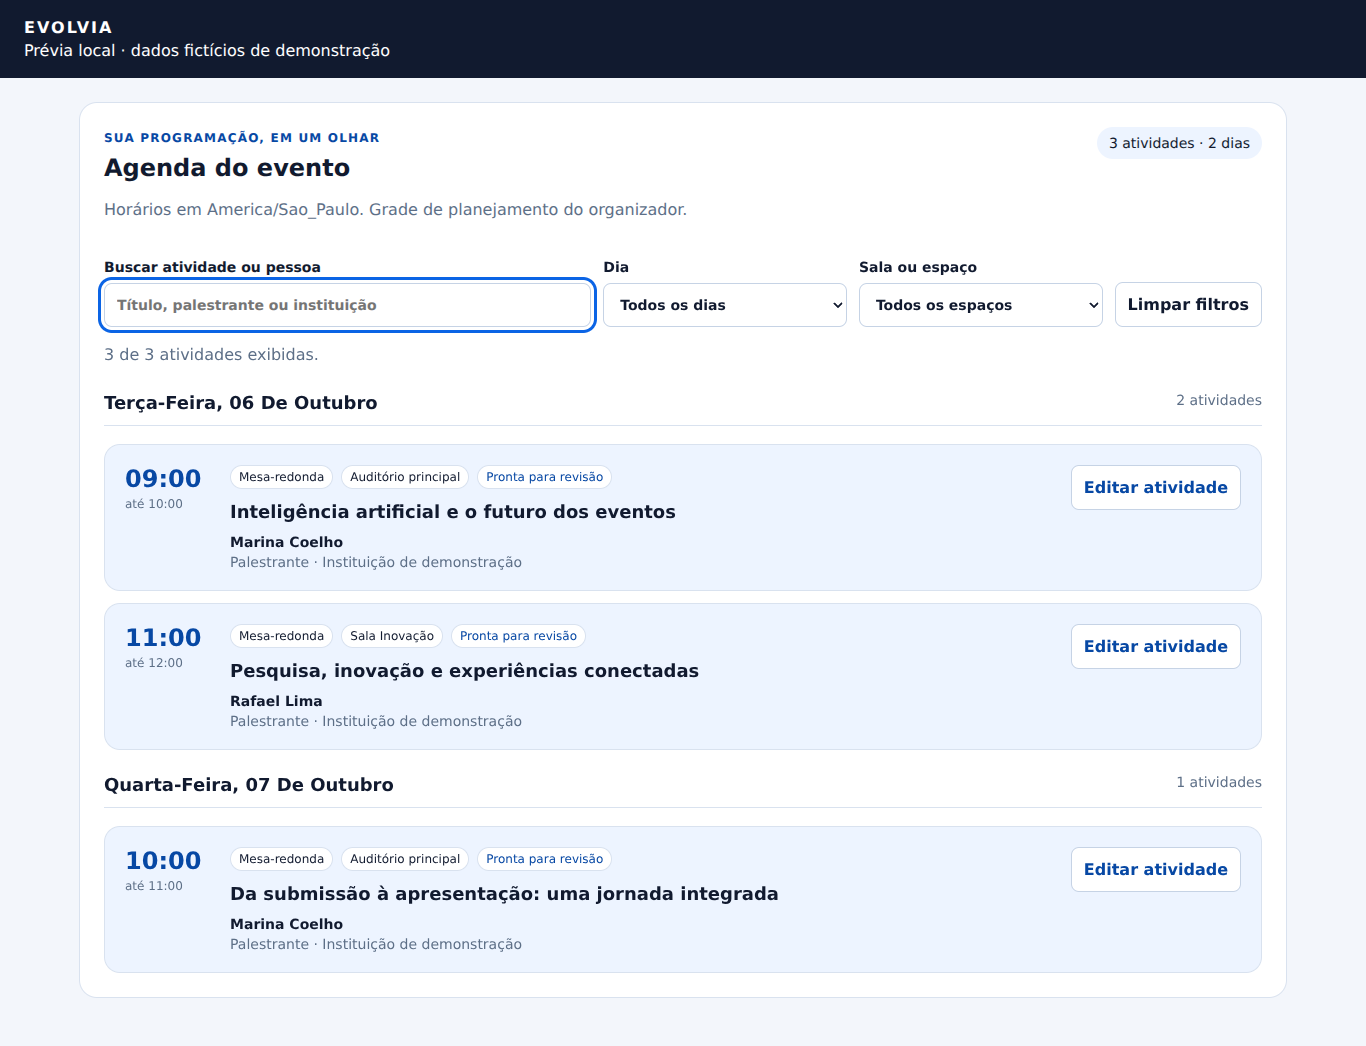 EVOLVIA
Prévia local · dados fictícios de demonstração
SUA PROGRAMAÇÃO, EM UM OLHAR
3 atividades · 2 dias
Agenda do evento
Horários em America/Sao_Paulo. Grade de planejamento do organizador.
Buscar atividade ou pessoa
Dia
Sala ou espaço
Título, palestrante ou instituição
Todos os dias
Todos os espaços
Limpar filtros
3 de 3 atividades exibidas.
Terça-Feira, 06 De Outubro
2 atividades
09:00
até 10:00
Mesa-redonda
Auditório principal
Pronta para revisão
Inteligência artificial e o futuro dos eventos
Marina Coelho
Palestrante · Instituição de demonstração
Editar atividade
11:00
até 12:00
Mesa-redonda
Sala Inovação
Pronta para revisão
Pesquisa, inovação e experiências conectadas
Rafael Lima
Palestrante · Instituição de demonstração
Editar atividade
Quarta-Feira, 07 De Outubro
1 atividades
10:00
até 11:00
Mesa-redonda
Auditório principal
Pronta para revisão
Da submissão à apresentação: uma jornada integrada
Marina Coelho
Palestrante · Instituição de demonstração
Editar atividade